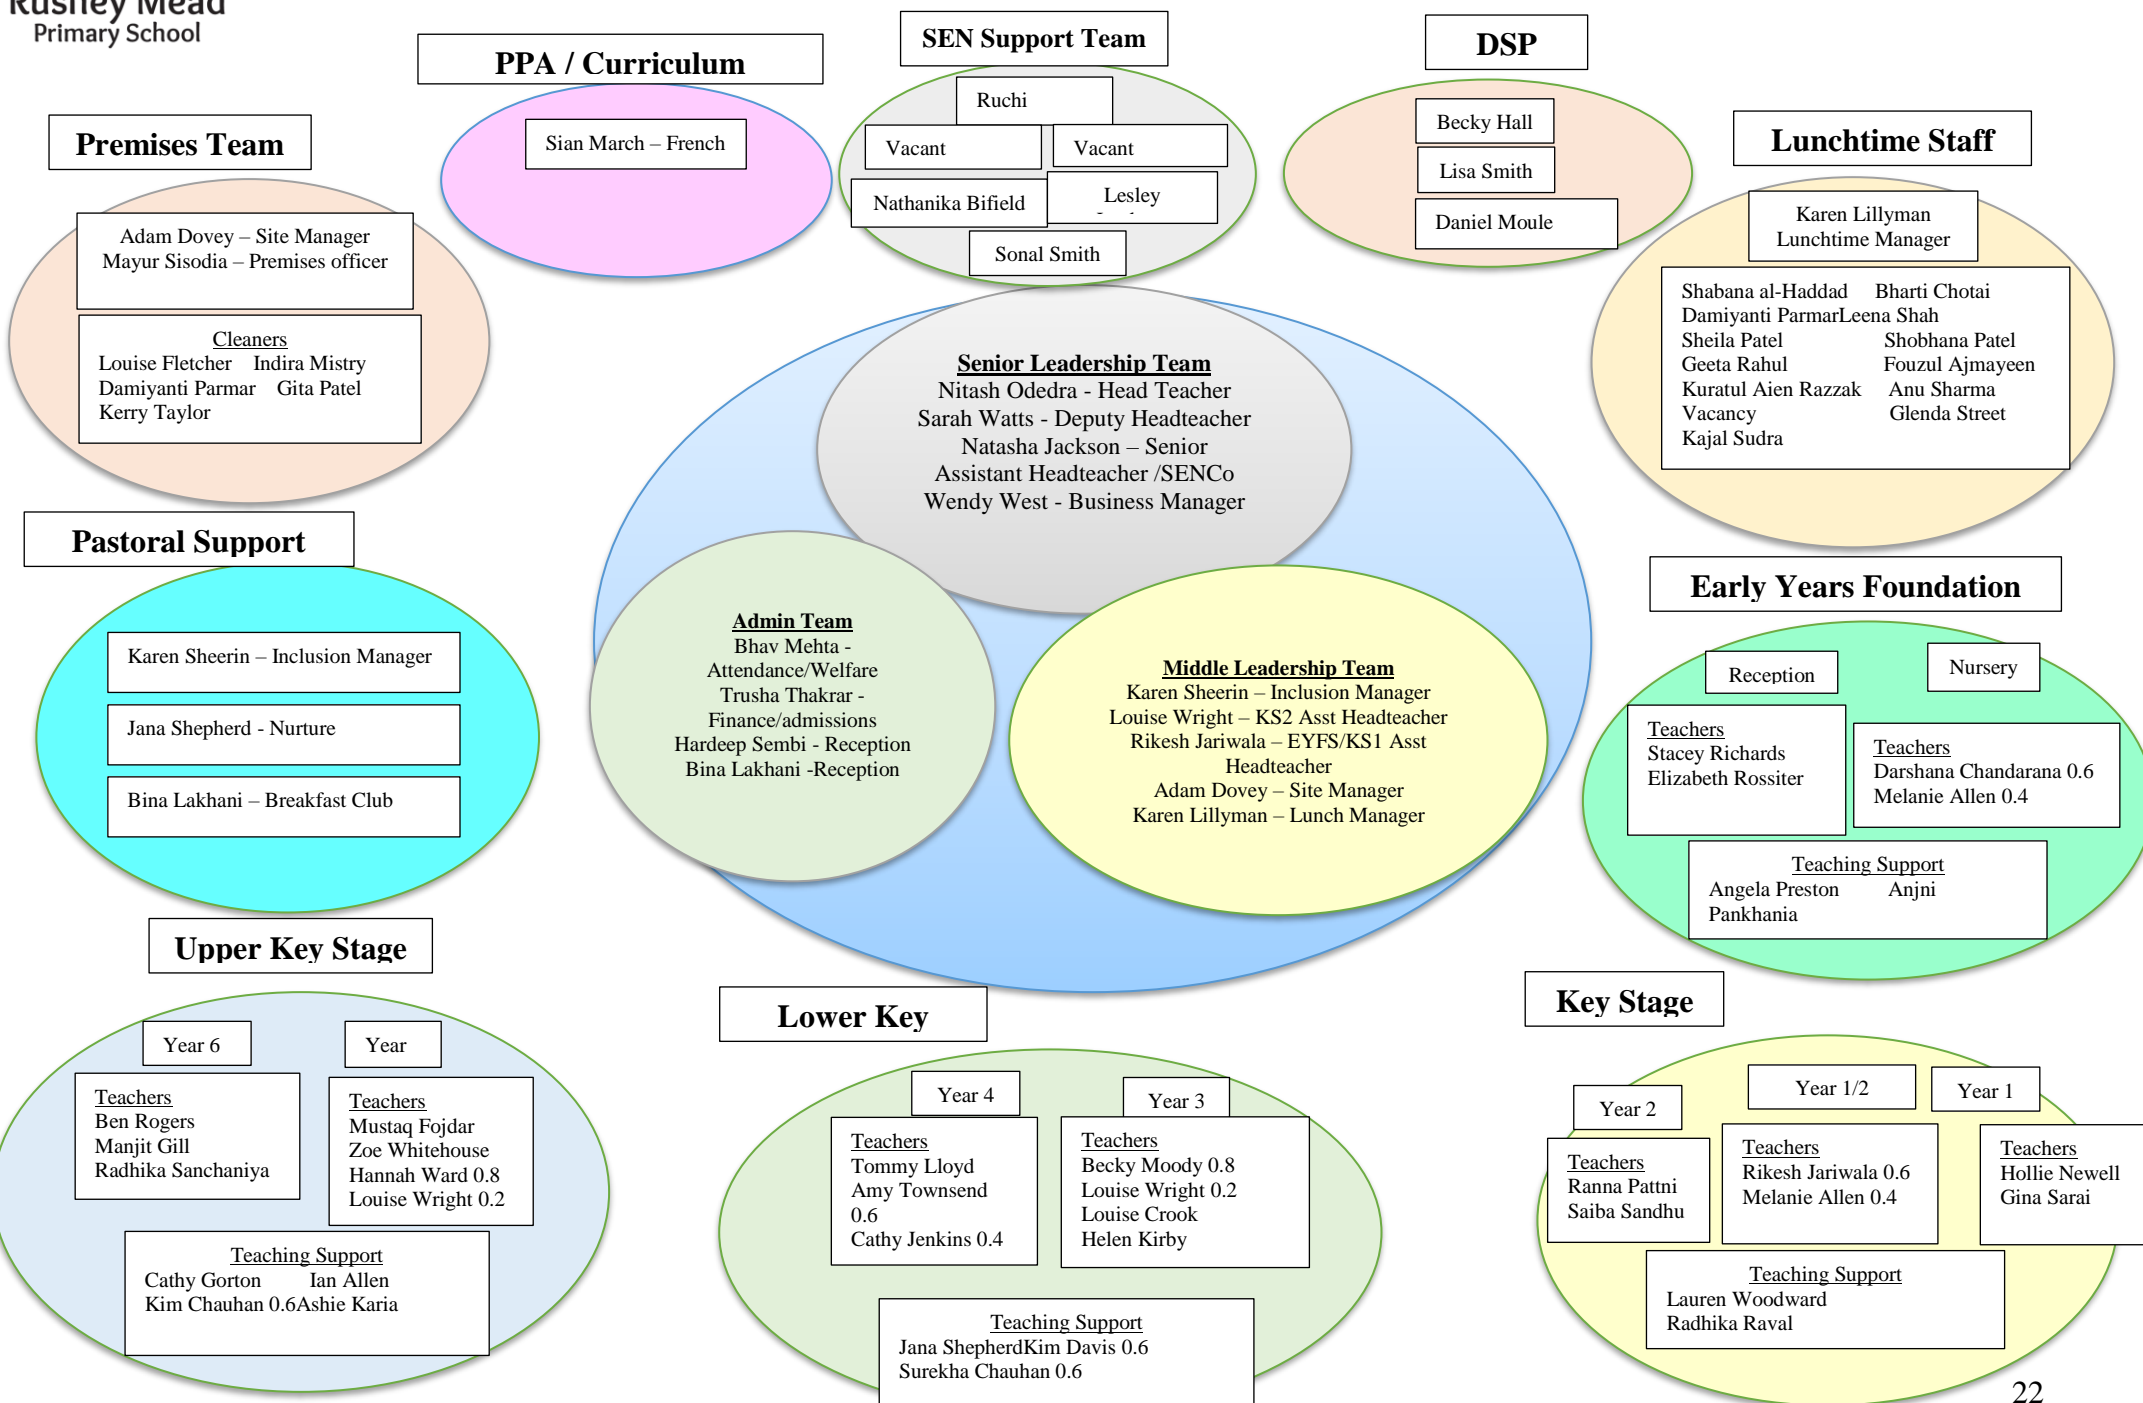 Rushey Mead
Primary School
PPA / Curriculum
Sian March – French
SEN Support Team
Ruchi
Vacant
Vacant
Nathanika Bifield
Lesley
Sonal Smith
DSP
Becky Hall
Lisa Smith
Daniel Moule
Premises Team
Adam Dovey – Site Manager
Mayur Sisodia – Premises officer
Cleaners
Louise Fletcher Indira Mistry
Damiyanti Parmar Gita Patel
Kerry Taylor
Lunchtime Staff
Karen Lillyman
Lunchtime Manager
Shabana al-Haddad Bharti Chotai
Damiyanti ParmarLeena Shah
Sheila Patel Shobhana Patel
Geeta Rahul Fouzul Ajmayeen
Kuratul Aien Razzak Anu Sharma
Vacancy Glenda Street
Kajal Sudra
Senior Leadership Team
Nitash Odedra - Head Teacher
Sarah Watts - Deputy Headteacher
Natasha Jackson – Senior
Assistant Headteacher /SENCo
Wendy West - Business Manager
Admin Team
Bhav Mehta -
Attendance/Welfare
Trusha Thakrar -
Finance/admissions
Hardeep Sembi - Reception
Bina Lakhani -Reception
Middle Leadership Team
Karen Sheerin – Inclusion Manager
Louise Wright – KS2 Asst Headteacher
Rikesh Jariwala – EYFS/KS1 Asst
Headteacher
Adam Dovey – Site Manager
Karen Lillyman – Lunch Manager
Pastoral Support
Karen Sheerin – Inclusion Manager
Jana Shepherd - Nurture
Bina Lakhani – Breakfast Club
Early Years Foundation
Reception
Nursery
Teachers
Stacey Richards
Elizabeth Rossiter
Teachers
Darshana Chandarana 0.6
Melanie Allen 0.4
Teaching Support
Angela Preston Anjni
Pankhania
Upper Key Stage
Year 6
Year
Teachers
Ben Rogers
Manjit Gill
Radhika Sanchaniya
Teachers
Mustaq Fojdar
Zoe Whitehouse
Hannah Ward 0.8
Louise Wright 0.2
Teaching Support
Cathy Gorton Ian Allen
Kim Chauhan 0.6Ashie Karia
Lower Key
Year 4
Year 3
Teachers
Tommy Lloyd
Amy Townsend
0.6
Cathy Jenkins 0.4
Teachers
Becky Moody 0.8
Louise Wright 0.2
Louise Crook
Helen Kirby
Teaching Support
Jana ShepherdKim Davis 0.6
Surekha Chauhan 0.6
Key Stage
Year 2
Year 1/2
Year 1
Teachers
Ranna Pattni
Saiba Sandhu
Teachers
Rikesh Jariwala 0.6
Melanie Allen 0.4
Teachers
Hollie Newell
Gina Sarai
Teaching Support
Lauren Woodward
Radhika Raval
22